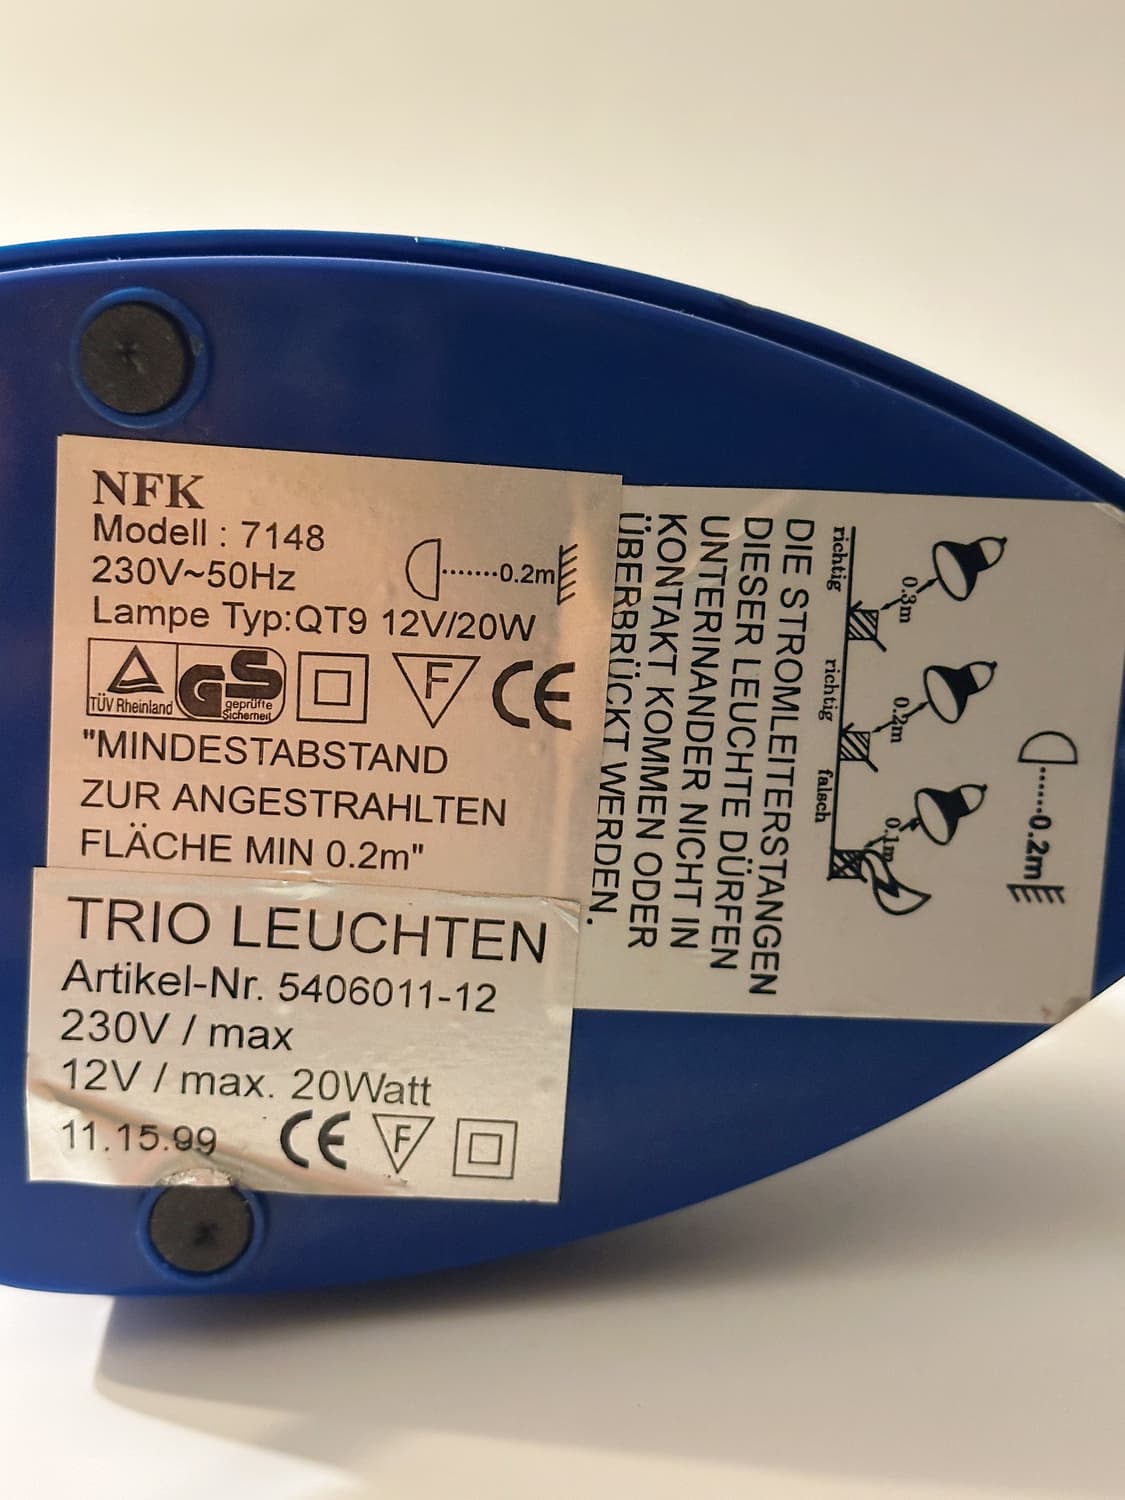 NFK
Modell : 7148
230V~50Hz
0.2m
Lampe Typ:QT9 12V/20W
TÜV Rheinland
GS
geprüfte
Sicherheit
F
CE
"MINDESTABSTAND
ZUR ANGESTRAHLTEN
FLÄCHE MIN 0.2m"
TRIO LEUCHTEN
Artikel-Nr. 5406011-12
230V / max
12V / max. 20Watt
11.15.99 CE F
0.2m
0.3m
0.2m
0.1m
richtig
richtig
falsch
DIE STROMLEITERSTANGEN
DIESER LEUCHTE DÜRFEN
UNTERINANDER NICHT IN
KONTAKT KOMMEN ODER
ÜBERBRÜCKT WERDEN.